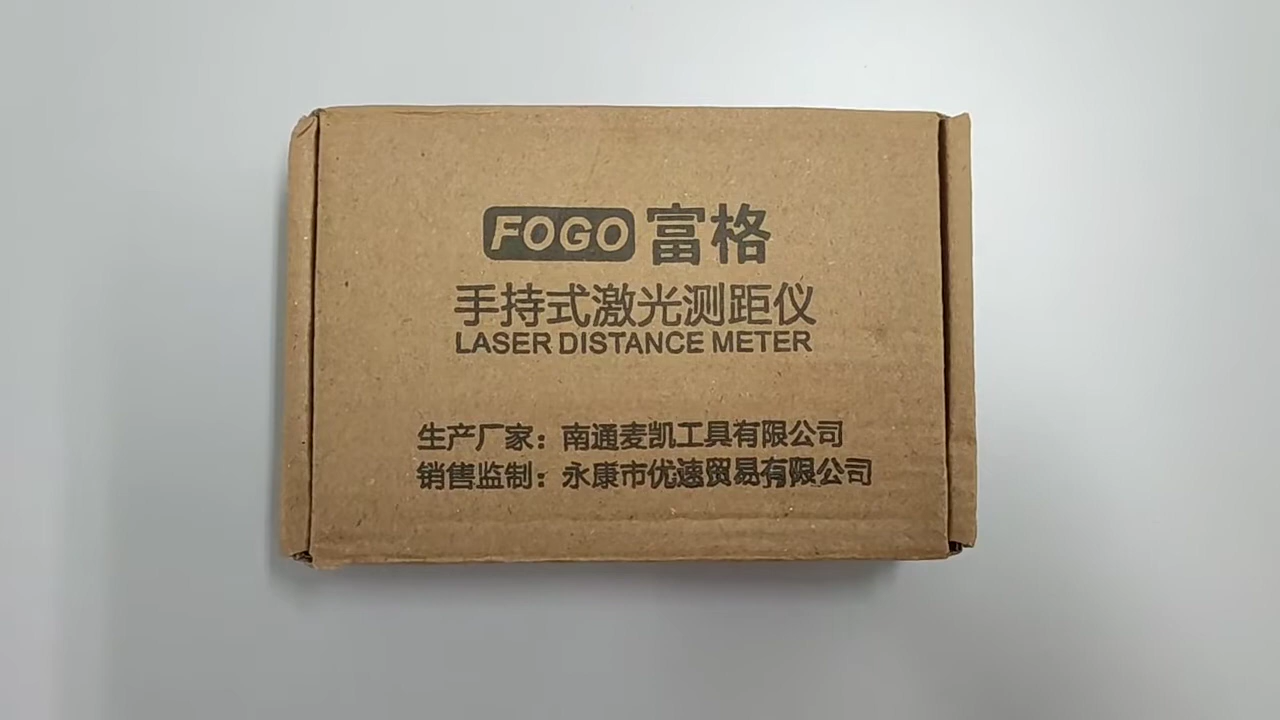 FOGO 富格
手持式激光测距仪
LASER DISTANCE METER
生产厂家：南通麦凯工具有限公司
销售监制：永康市优速贸易有限公司